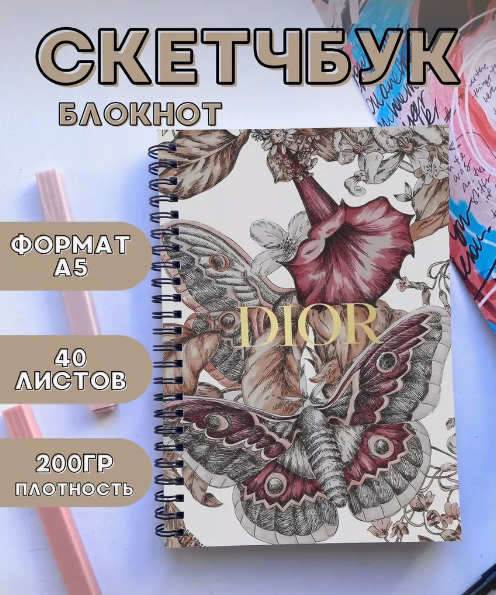 СКЕТЧБУК
БЛОКНОТ
ФОРМАТ
А5
40
ЛИСТОВ
200ГР
ПЛОТНОСТЬ
DIOR